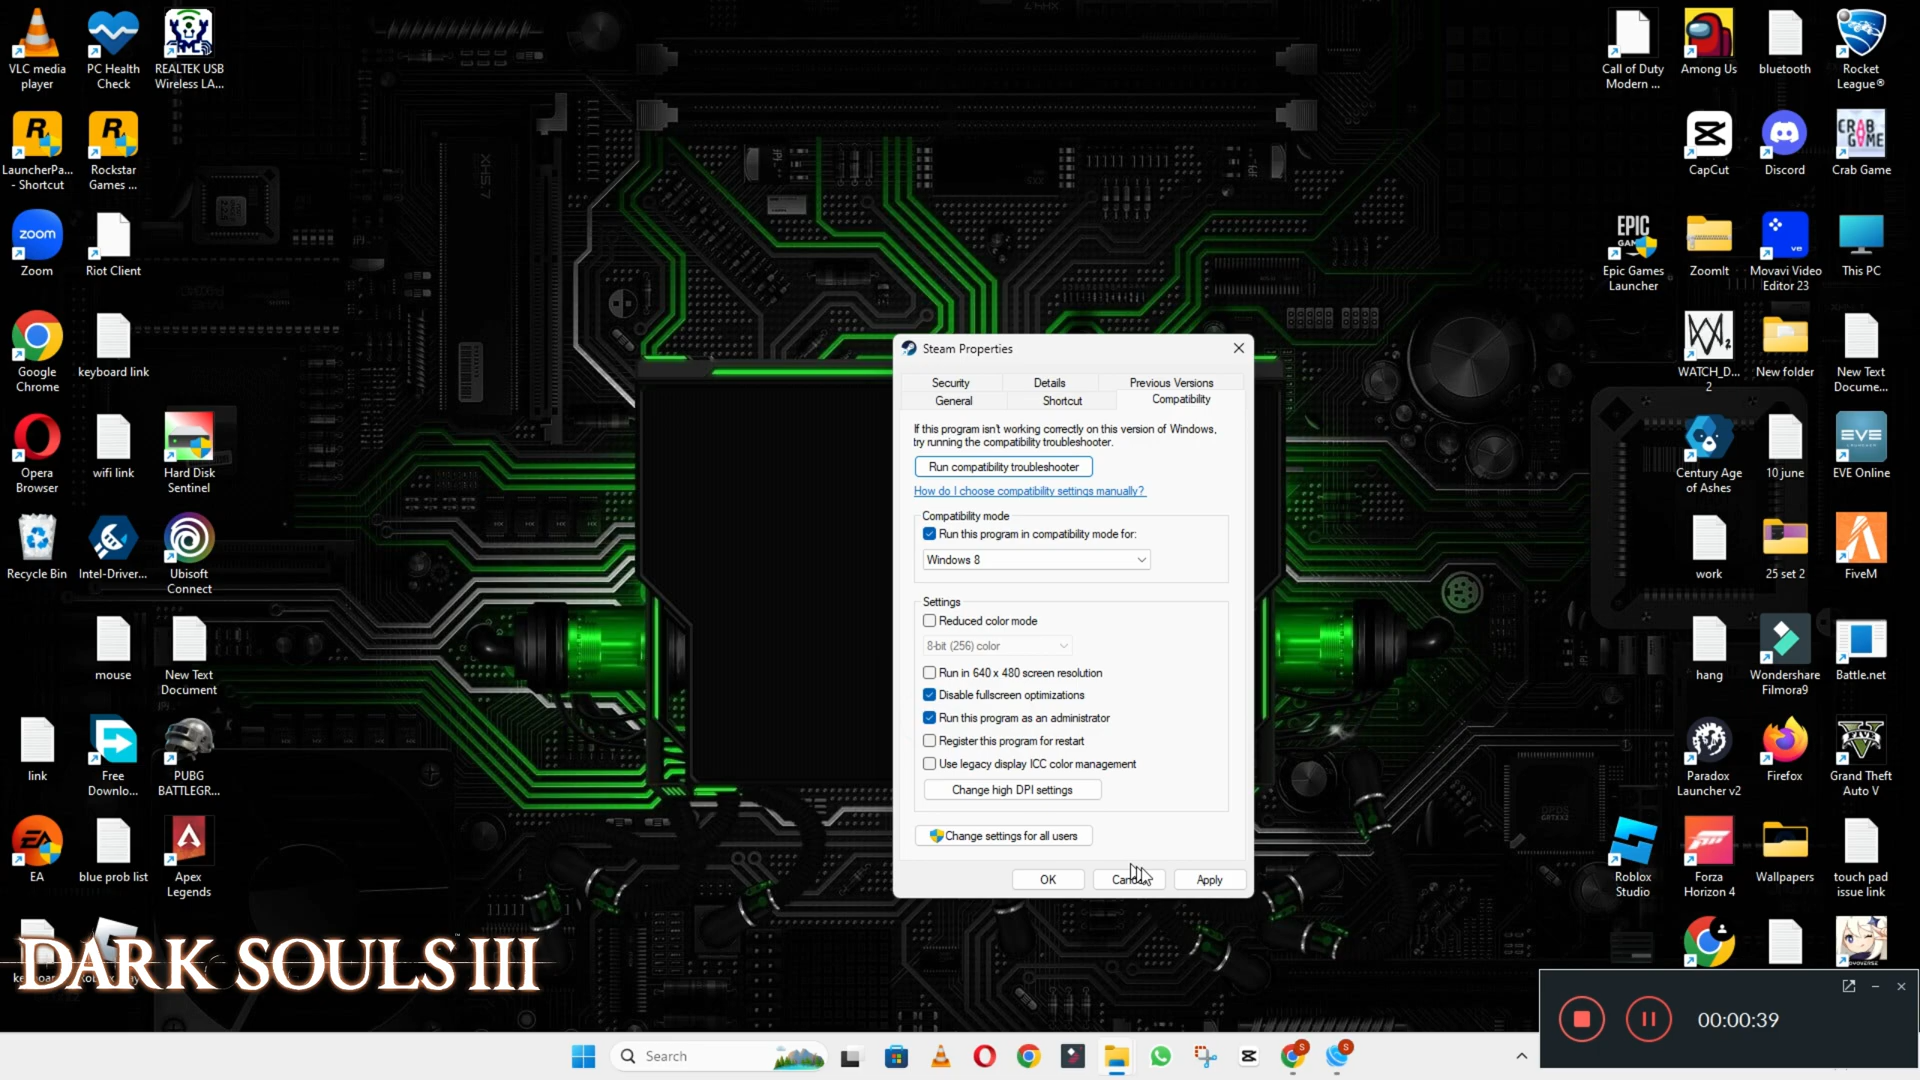 VLC media
player
PC Health
Check
REALTEK USB
Wireless LA...
LauncherPa...
- Shortcut
Rockstar
Games ...
zoom
Zoom
Riot Client
Google
Chrome
keyboard link
Opera
Browser
wifi link
Hard Disk
Sentinel
Recycle Bin
Intel-Driver...
Ubisoft
Connect
mouse
New Text
Document
link
Free
Downlo...
PUBG
BATTLEGR...
EA
EA
blue prob list
Apex
Legends
DARK SOULS III
Steam Properties
Security
Details
Previous Versions
General
Shortcut
Compatibility
If this program isn't working correctly on this version of Windows,
try running the compatibility troubleshooter.
Run compatibility troubleshooter
How do I choose compatibility settings manually?
Compatibility mode
Run this program in compatibility mode for:
Windows 8
Settings
Reduced color mode
8-bit (256) color
Run in 640 x 480 screen resolution
Disable fullscreen optimizations
Run this program as an administrator
Register this program for restart
Use legacy display ICC color management
Change high DPI settings
Change settings for all users
OK
Apply
Call of Duty
Modern ...
Among Us
bluetooth
Rocket
League®
CapCut
Discord
CRAB
GAME
Crab Game
EPIC
Epic Games
Launcher
ZoomIt
ve
Movavi Video
Editor 23
This PC
WATCH_D...
2
New folder
New Text
Docume...
Century Age
of Ashes
10 june
EVE
EVE Online
work
25 set 2
FiveM
hang
Wondershare
Filmora9
Battle.net
Paradox
Launcher v2
Firefox
Grand Theft
Auto V
Roblox
Studio
Forza
Horizon 4
Wallpapers
touch pad
issue link
00:00:39
Search
S
S